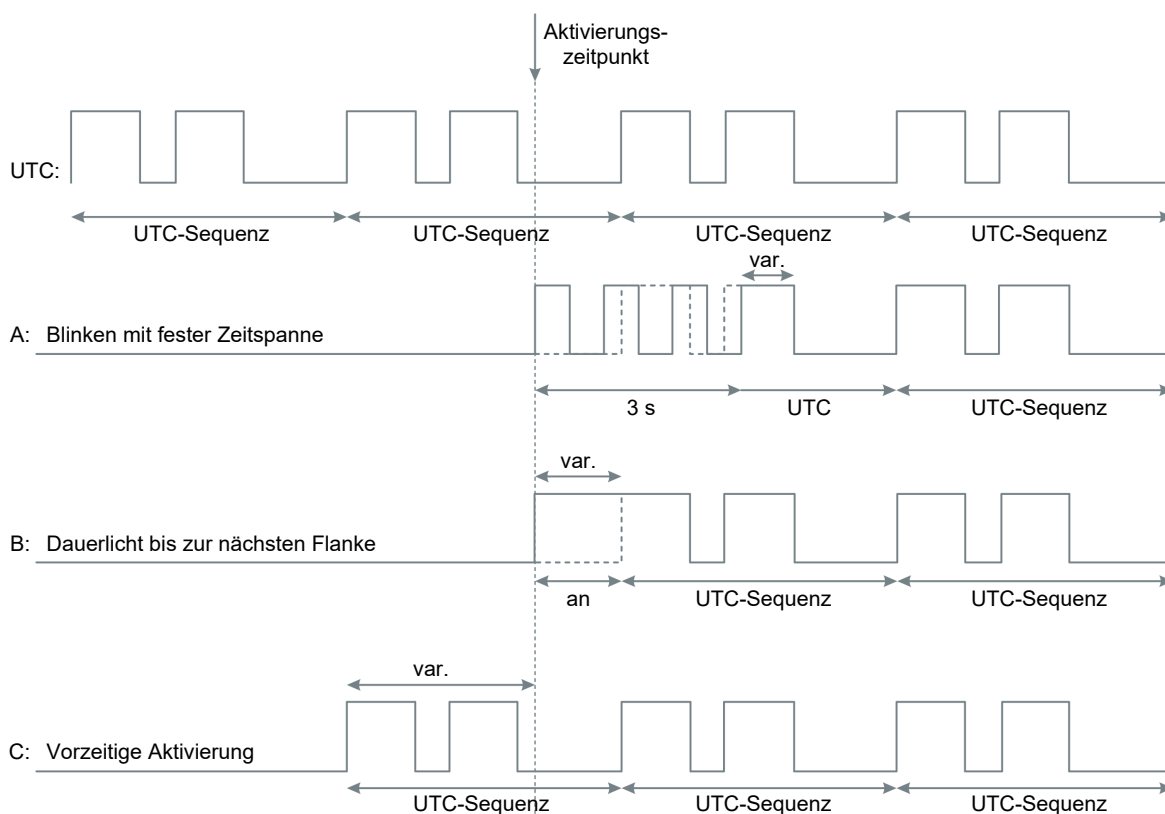 Aktivierungs-
zeitpunkt
UTC:
UTC-Sequenz UTC-Sequenz UTC-Sequenz UTC-Sequenz
var.
A: Blinken mit fester Zeitspanne
3 s UTC UTC-Sequenz
var.
B: Dauerlicht bis zur nächsten Flanke
an UTC-Sequenz UTC-Sequenz
var.
C: Vorzeitige Aktivierung
UTC-Sequenz UTC-Sequenz UTC-Sequenz